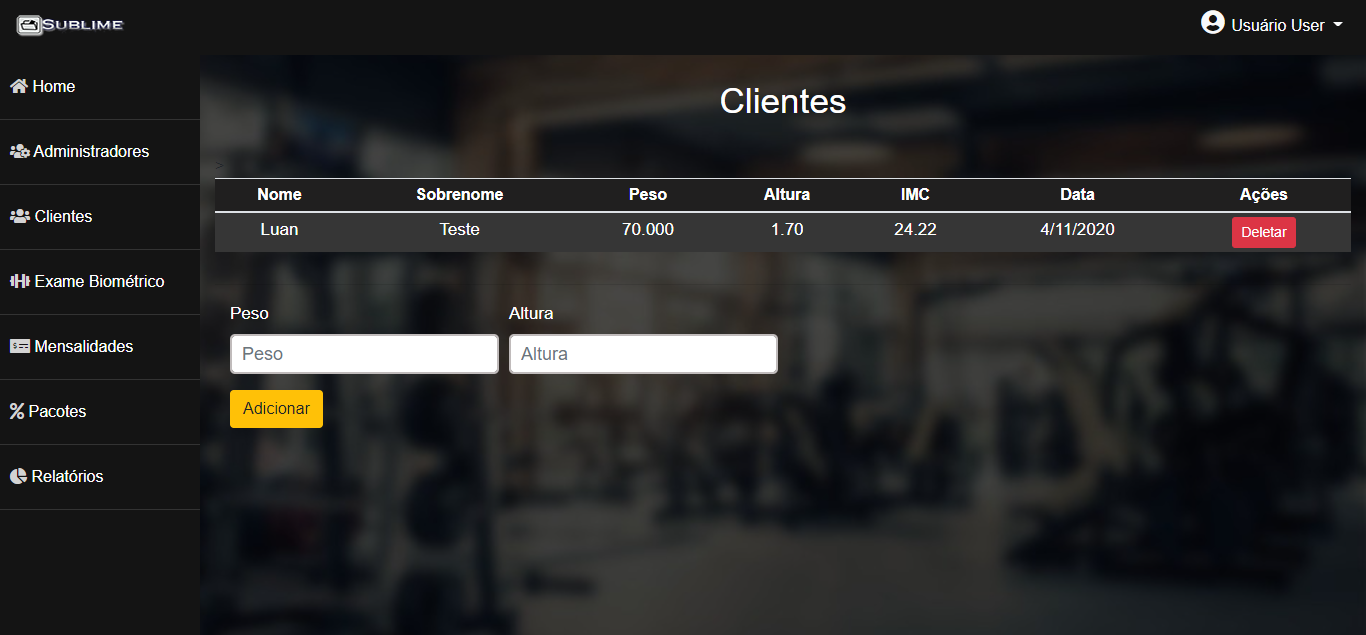 SUBLIME
Usuário User
Home
Administradores
Clientes
Exame Biométrico
Mensalidades
Pacotes
Relatórios
Clientes
>
Nome Sobrenome Peso Altura IMC Data Ações
Luan Teste 70.000 1.70 24.22 4/11/2020 Deletar
Peso Altura
Peso Altura
Adicionar